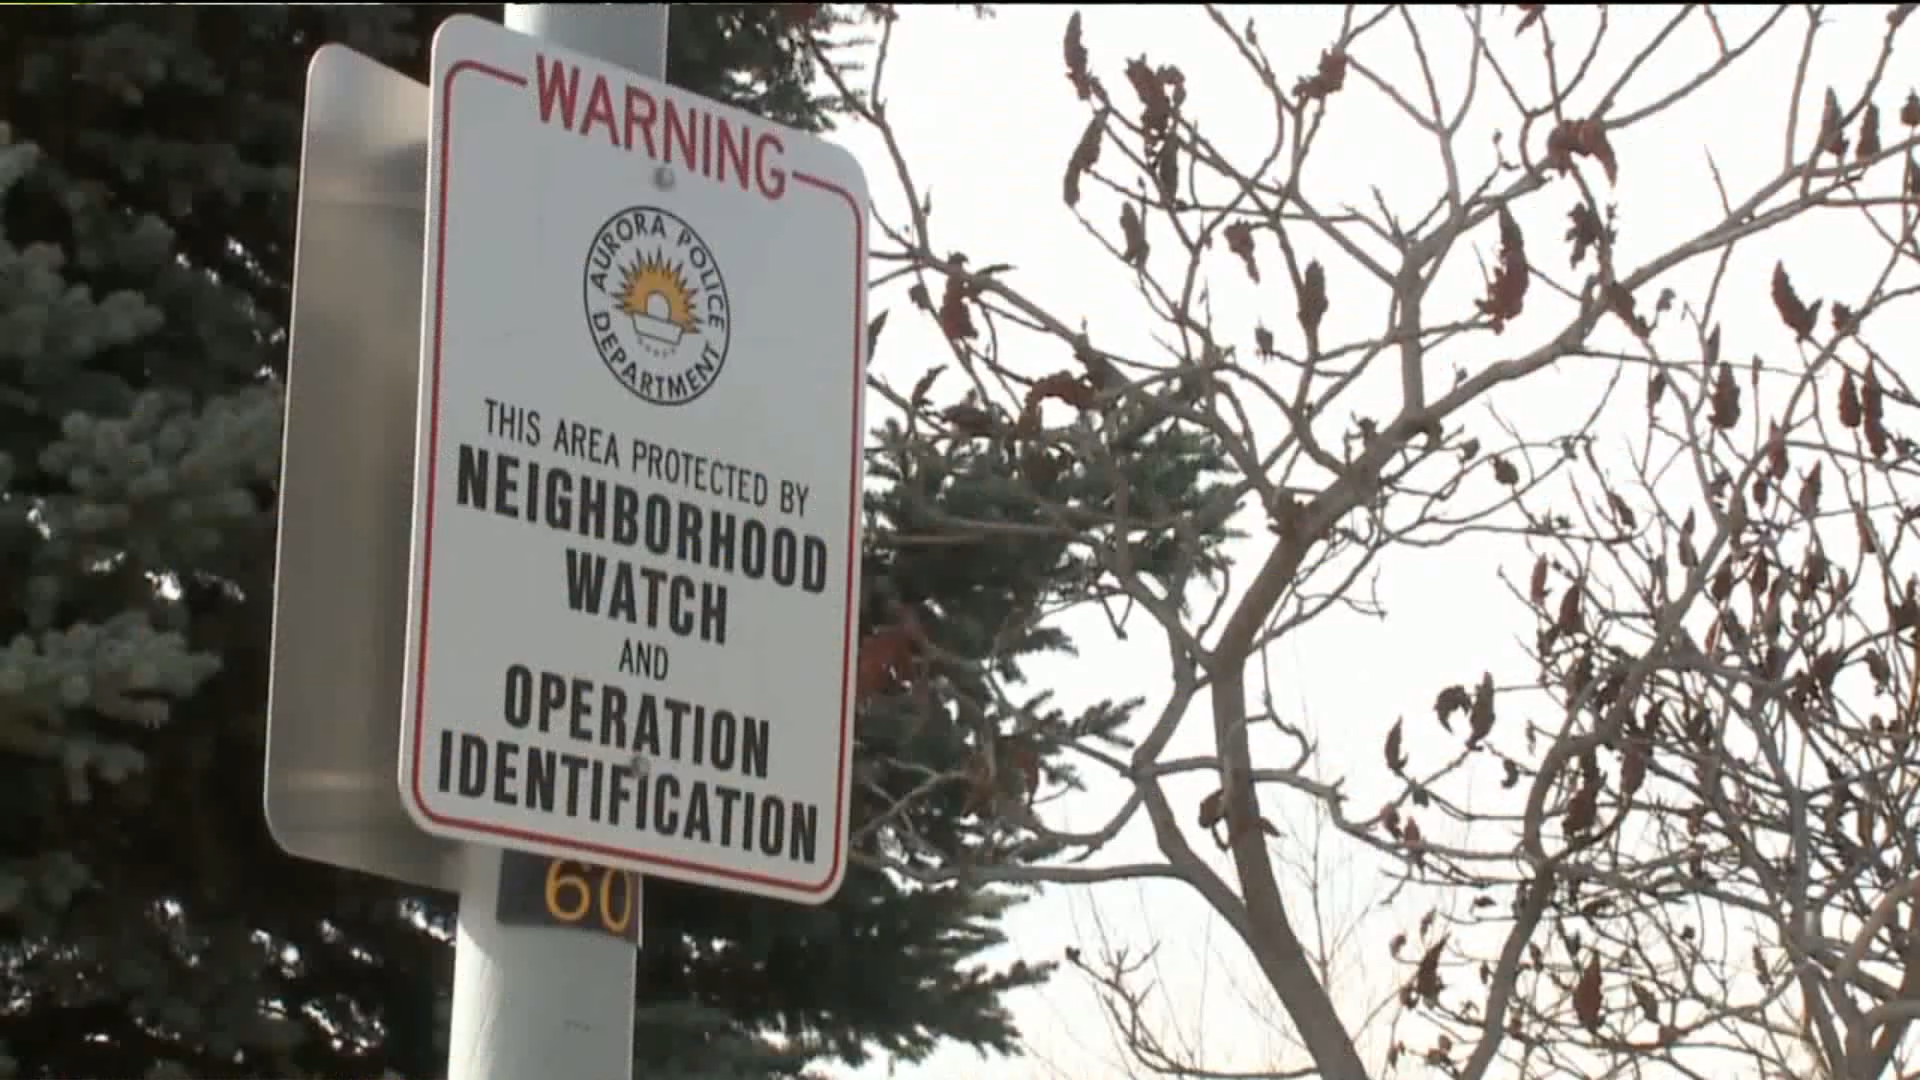 WARNING
AURORA POLICE
DEPARTMENT
THIS AREA PROTECTED BY
NEIGHBORHOOD
WATCH
AND
OPERATION
IDENTIFICATION
60